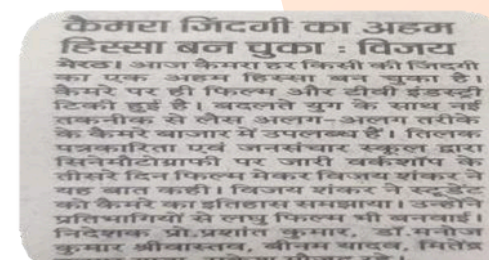 कैमरा जिंदगी का अहम
हिस्सा बन चुका : विजय
मेरठ। आज कैमरा हर किसी की जिंदगी
का एक अहम हिस्सा बन चुका है।
कैमरे पर ही फिल्म और टीवी इंडस्ट्री
टिकी हुई है। बदलते युग के साथ नई
तकनीक से लैस अलग-अलग तरीके
के कैमरे बाजार में उपलब्ध हैं। तिलक
पत्रकारिता एवं जनसंचार स्कूल द्वारा
सिनेमौटोग्राफी पर जारी वर्कशॉप के
तीसरे दिन फिल्म मेकर विजय शंकर ने
यह बात कही। विजय शंकर ने स्टूडेंट
को कैमरे का इतिहास समझाया। उन्होंने
प्रतिभागियों से लघु फिल्म भी बनवाई।
निदेशक प्रो.प्रशांत कुमार, डॉ.मनोज
कुमार श्रीवास्तव, बीनम यादव, मितेंद्र